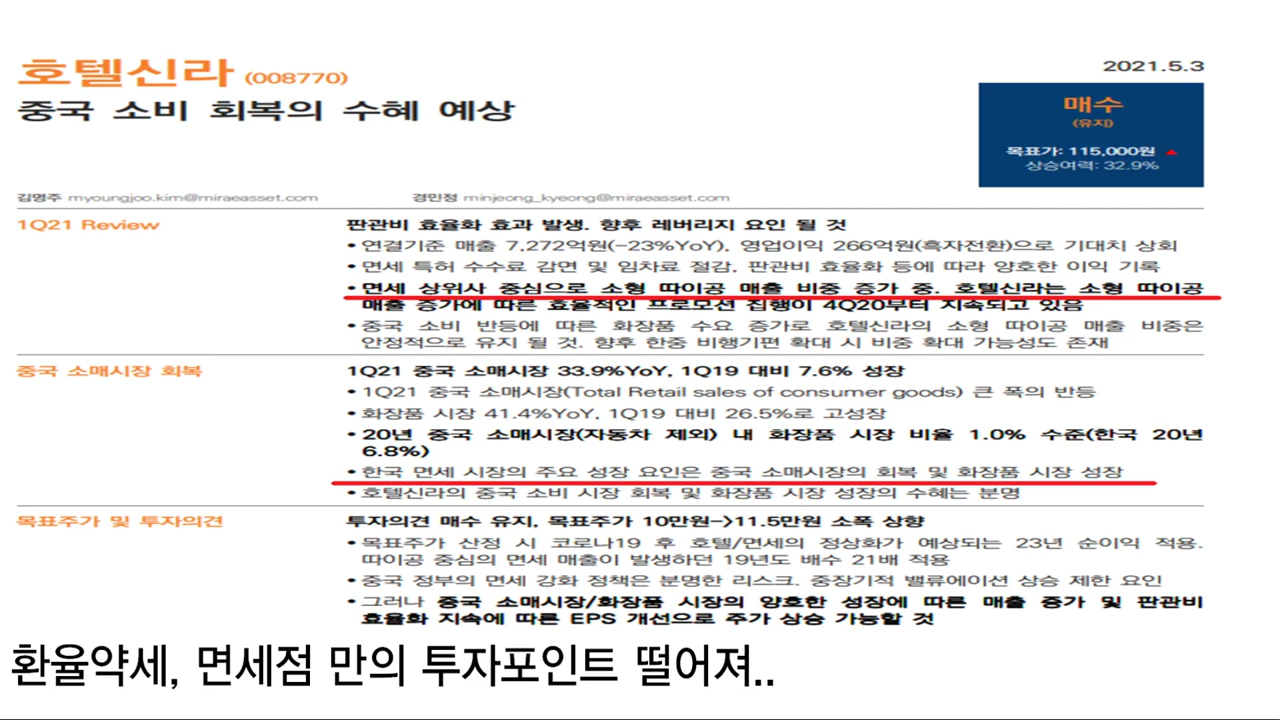 호텔신라 (008770)
중국 소비 회복의 수혜 예상
2021.5.3
매수
(유지)
목표가: 115,000원 ▲
상승여력: 32.9%
김명주 myoungjoo.kim@miraeasset.com
경민정 minjeong_kyeong@miraeasset.com
1Q21 Review
판관비 효율화 효과 발생. 향후 레버리지 요인 될 것
• 연결기준 매출 7,272억원(-23%YoY), 영업이익 266억원(흑자전환)으로 기대치 상회
• 면세 특허 수수료 감면 및 임차료 절감, 판관비 효율화 등에 따라 양호한 이익 기록
• 면세 상위사 중심으로 소형 따이공 매출 비중 증가 중. 호텔신라는 소형 따이공
매출 증가에 따른 효율적인 프로모션 집행이 4Q20부터 지속되고 있음
• 중국 소비 반등에 따른 화장품 수요 증가로 호텔신라의 소형 따이공 매출 비중은
안정적으로 유지 될 것. 향후 한중 비행기편 확대 시 비중 확대 가능성도 존재
중국 소매시장 회복
1Q21 중국 소매시장 33.9%YoY, 1Q19 대비 7.6% 성장
• 1Q21 중국 소매시장(Total Retail sales of consumer goods) 큰 폭의 반등
• 화장품 시장 41.4%YoY, 1Q19 대비 26.5%로 고성장
• 20년 중국 소매시장(자동차 제외) 내 화장품 시장 비율 1.0% 수준(한국 20년
6.8%)
• 한국 면세 시장의 주요 성장 요인은 중국 소매시장의 회복 및 화장품 시장 성장
• 호텔신라의 중국 소비 시장 회복 및 화장품 시장 성장의 수혜는 분명
목표주가 및 투자의견
투자의견 매수 유지, 목표주가 10만원->11.5만원 소폭 상향
• 목표주가 산정 시 코로나19 후 호텔/면세의 정상화가 예상되는 23년 순이익 적용.
따이공 중심의 면세 매출이 발생하던 19년도 배수 21배 적용
• 중국 정부의 면세 강화 정책은 분명한 리스크. 중장기적 밸류에이션 상승 제한 요인
• 그러나 중국 소매시장/화장품 시장의 양호한 성장에 따른 매출 증가 및 판관비
효율화 지속에 따른 EPS 개선으로 주가 상승 가능할 것
환율약세, 면세점 만의 투자포인트 떨어져..